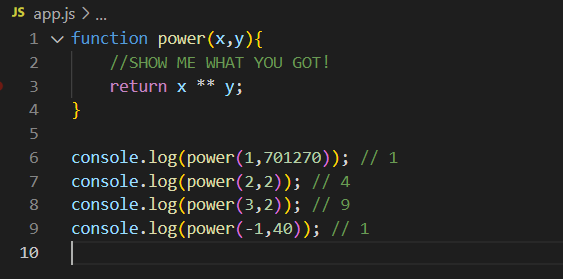 JS app.js > ...
1 function power(x,y){
2 //SHOW ME WHAT YOU GOT!
3 return x ** y;
4 }
5
6 console.log(power(1,701270)); // 1
7 console.log(power(2,2)); // 4
8 console.log(power(3,2)); // 9
9 console.log(power(-1,40)); // 1
10